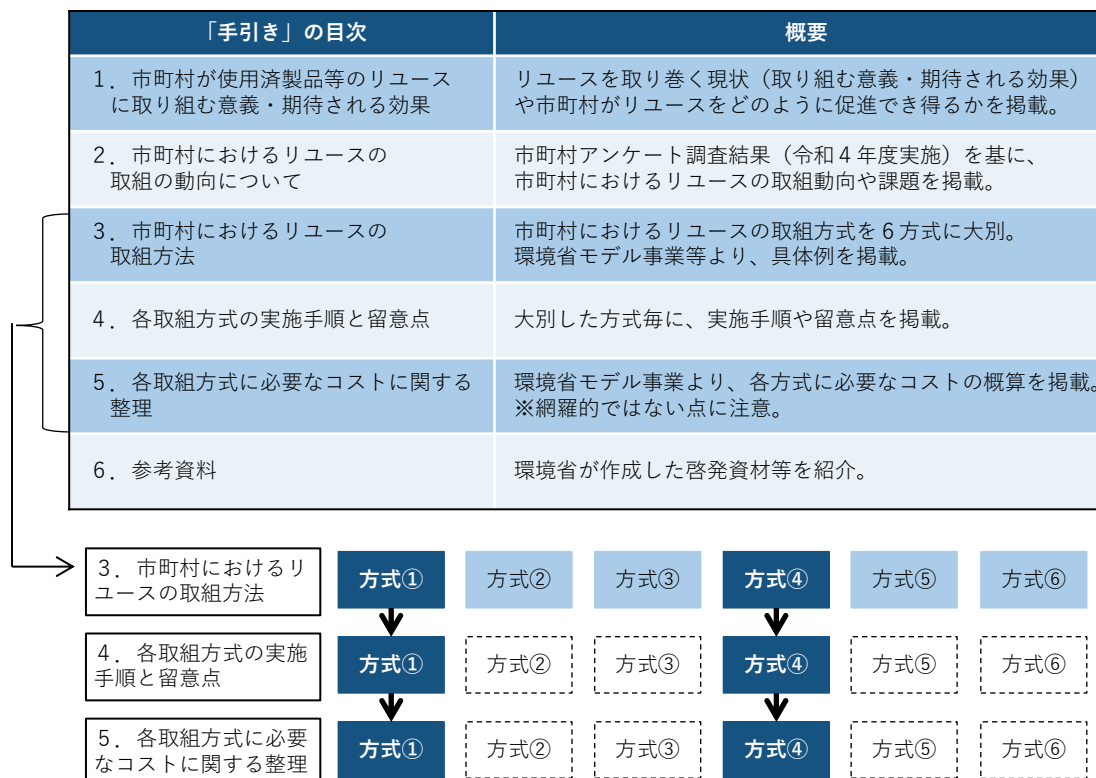 「手引き」の目次
概要
1．市町村が使用済製品等のリユース
に取り組む意義・期待される効果
リユースを取り巻く現状（取り組む意義・期待される効果）
や市町村がリユースをどのように促進でき得るかを掲載。
2．市町村におけるリユースの
取組の動向について
市町村アンケート調査結果（令和４年度実施）を基に、
市町村におけるリユースの取組動向や課題を掲載。
3．市町村におけるリユースの
取組方法
市町村におけるリユースの取組方式を６方式に大別。
環境省モデル事業等より、具体例を掲載。
4．各取組方式の実施手順と留意点
大別した方式毎に、実施手順や留意点を掲載。
5．各取組方式に必要なコストに関する
整理
環境省モデル事業より、各方式に必要なコストの概算を掲載。
※網羅的ではない点に注意。
6．参考資料
環境省が作成した啓発資材等を紹介。
3．市町村におけるリ
ユースの取組方法
方式① 方式② 方式③ 方式④ 方式⑤ 方式⑥
4．各取組方式の実施
手順と留意点
方式① 方式② 方式③ 方式④ 方式⑤ 方式⑥
5．各取組方式に必要
なコストに関する整理
方式① 方式② 方式③ 方式④ 方式⑤ 方式⑥